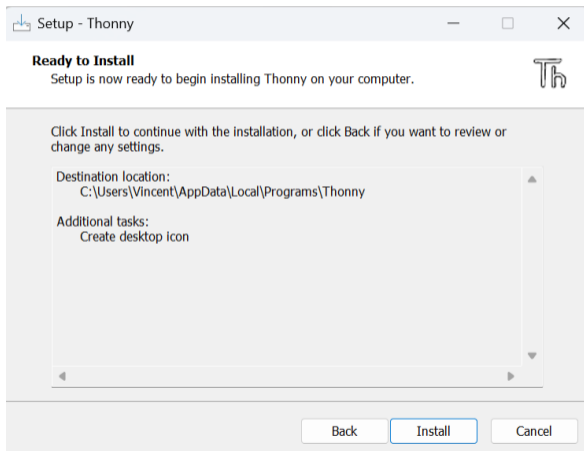 Setup - Thonny
Ready to Install
Setup is now ready to begin installing Thonny on your computer.
Th
Click Install to continue with the installation, or click Back if you want to review or
change any settings.
Destination location:
C:\Users\Vincent\AppData\Local\Programs\Thonny
Additional tasks:
Create desktop icon
Back
Install
Cancel